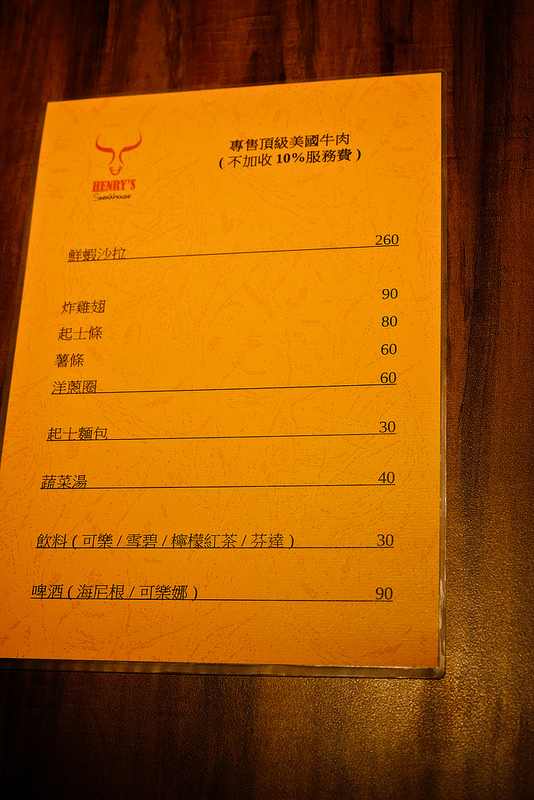 專售頂級美國牛肉
(不加收 10%服務費)
HENRY'S
Steakhouse
鮮蝦沙拉 260
炸雞翅 90
起士條 80
薯條 60
洋蔥圈 60
起士麵包 30
蔬菜湯 40
飲料 ( 可樂 / 雪碧 / 檸檬紅茶 / 芬達 ) 30
啤酒 ( 海尼根 / 可樂娜 ) 90